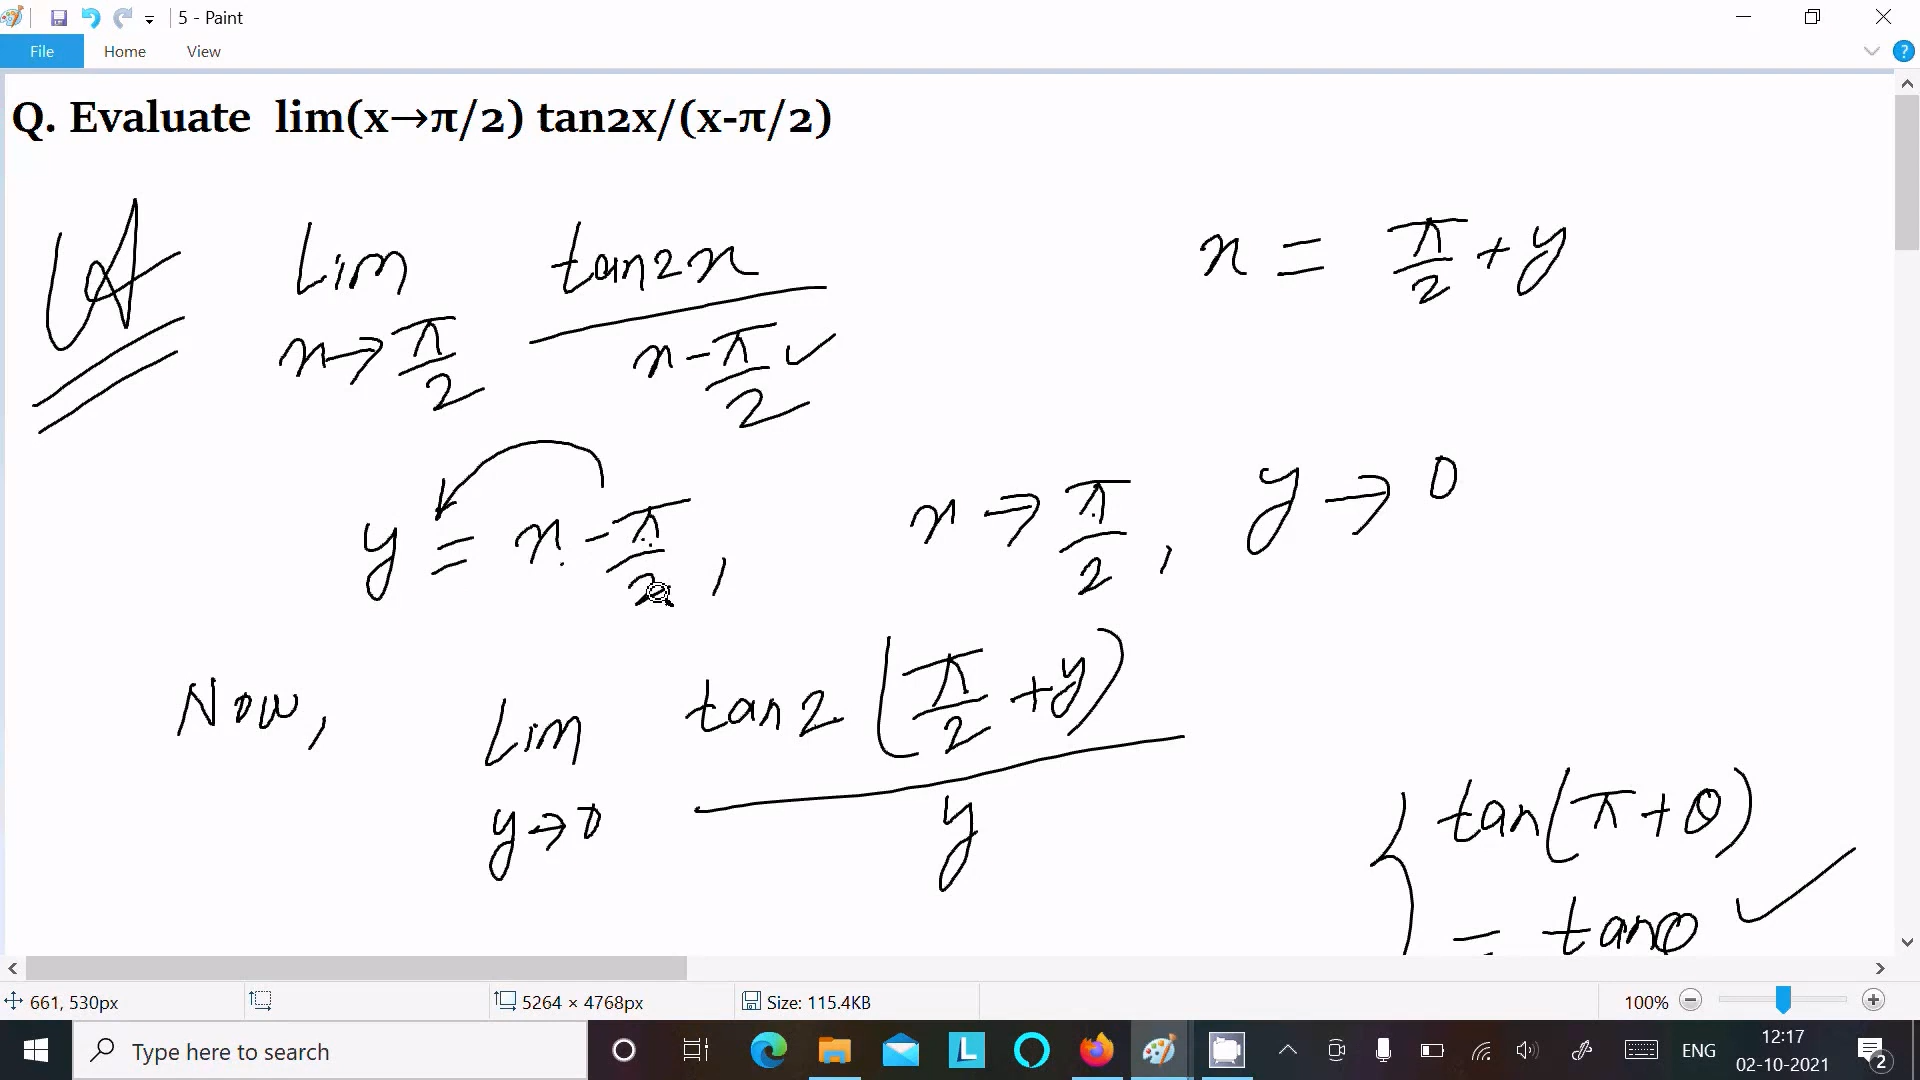 5 - Paint
File Home View
Q. Evaluate lim(x→π/2) tan2x/(x-π/2)
Lim x→π/2 tan2x / (x-π/2) ✓
x = π/2 + y
y = x - π/2 , x → π/2 , y → 0
Now, Lim y→0 tan2(π/2 + y) / y
{ tan(π+θ)
= tanθ ✓
661, 530px 5264 × 4768px Size: 115.4KB 100%
Type here to search
L
ENG
12:17
02-10-2021
2